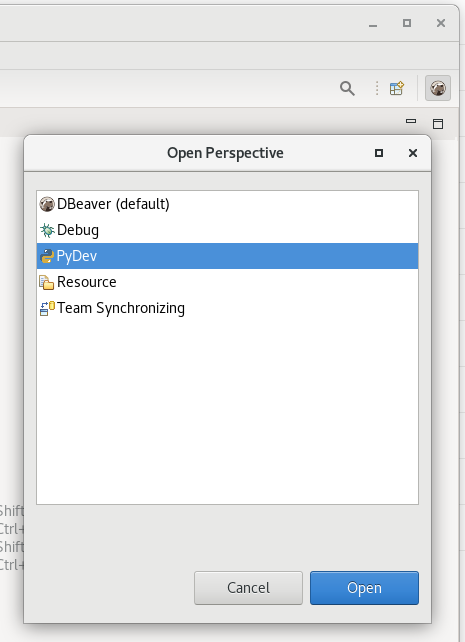 Open Perspective
DBeaver (default)
Debug
PyDev
Resource
Team Synchronizing
Shift
Ctrl+
Shift
Ctrl+
Cancel
Open